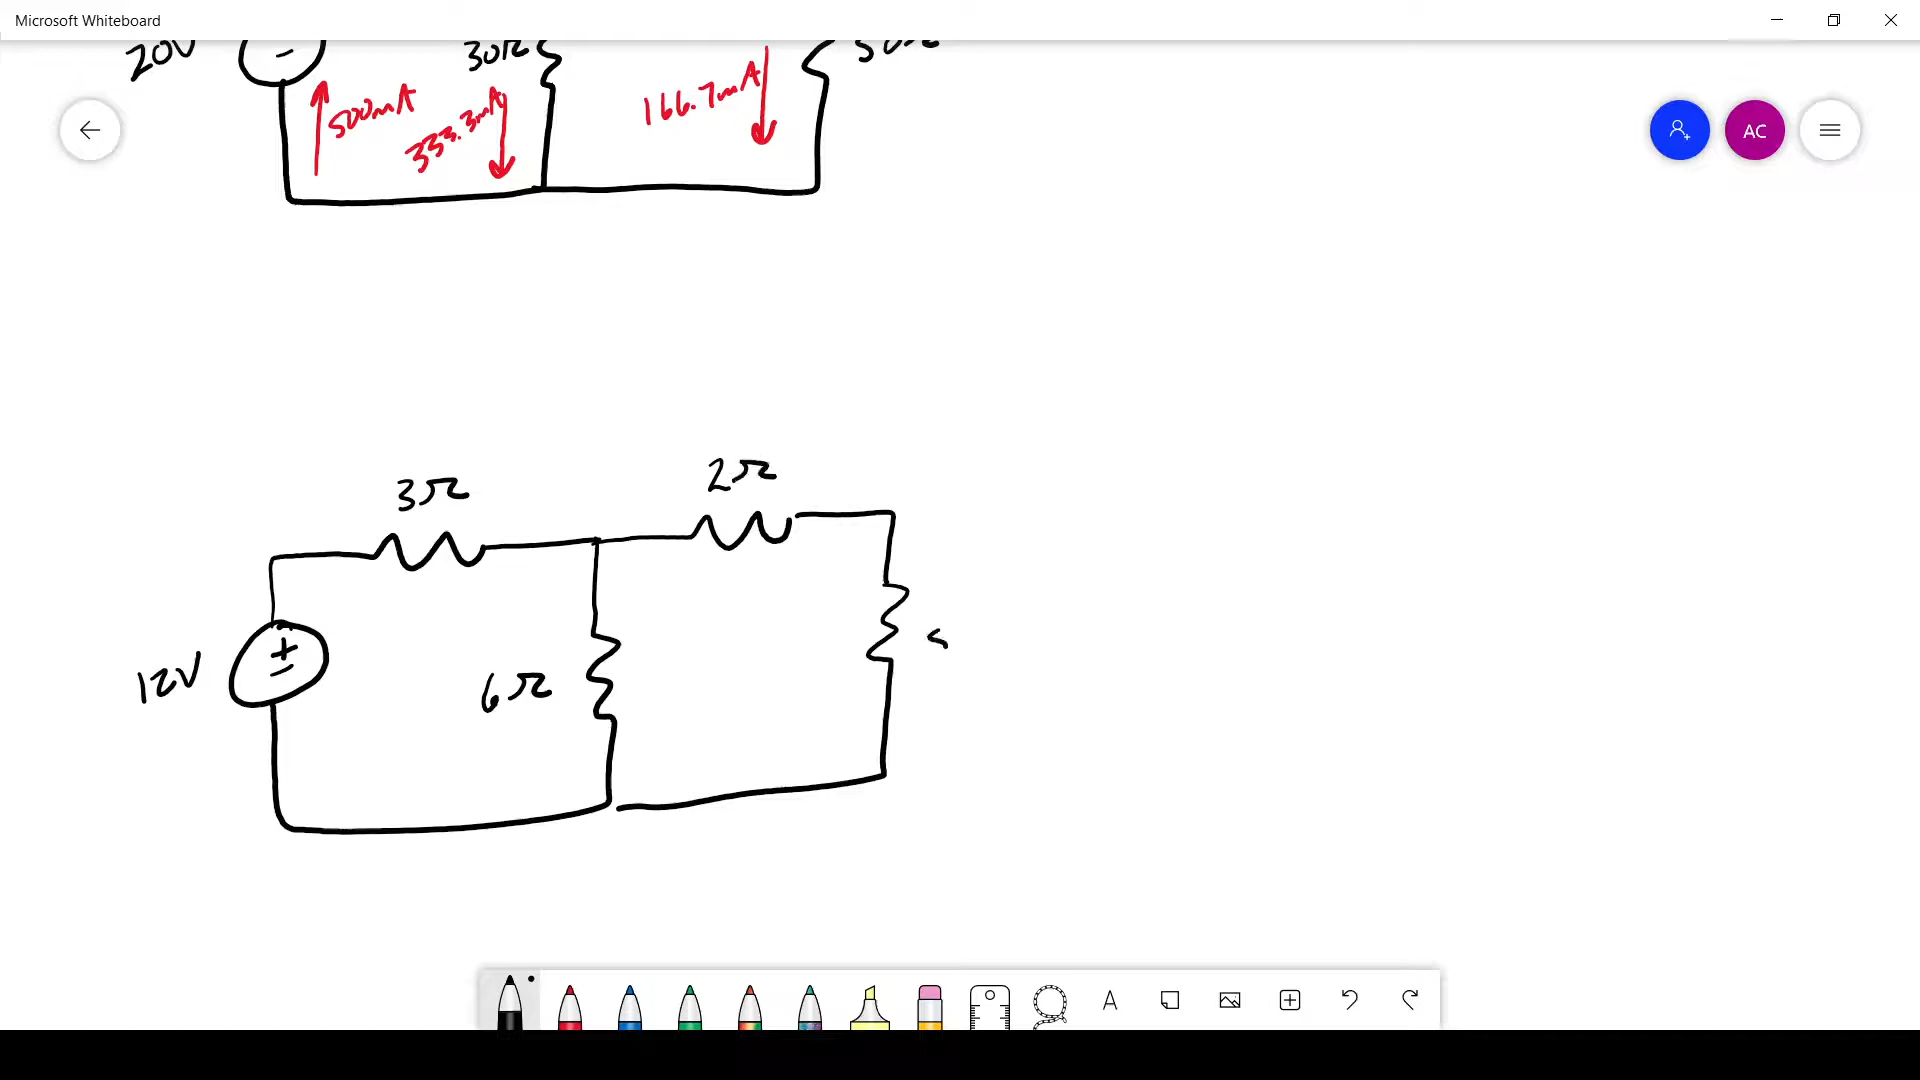 Microsoft Whiteboard
20V
30Ω
500mA
333.3mA
166.7mA
AC
3Ω
2Ω
12V
6Ω